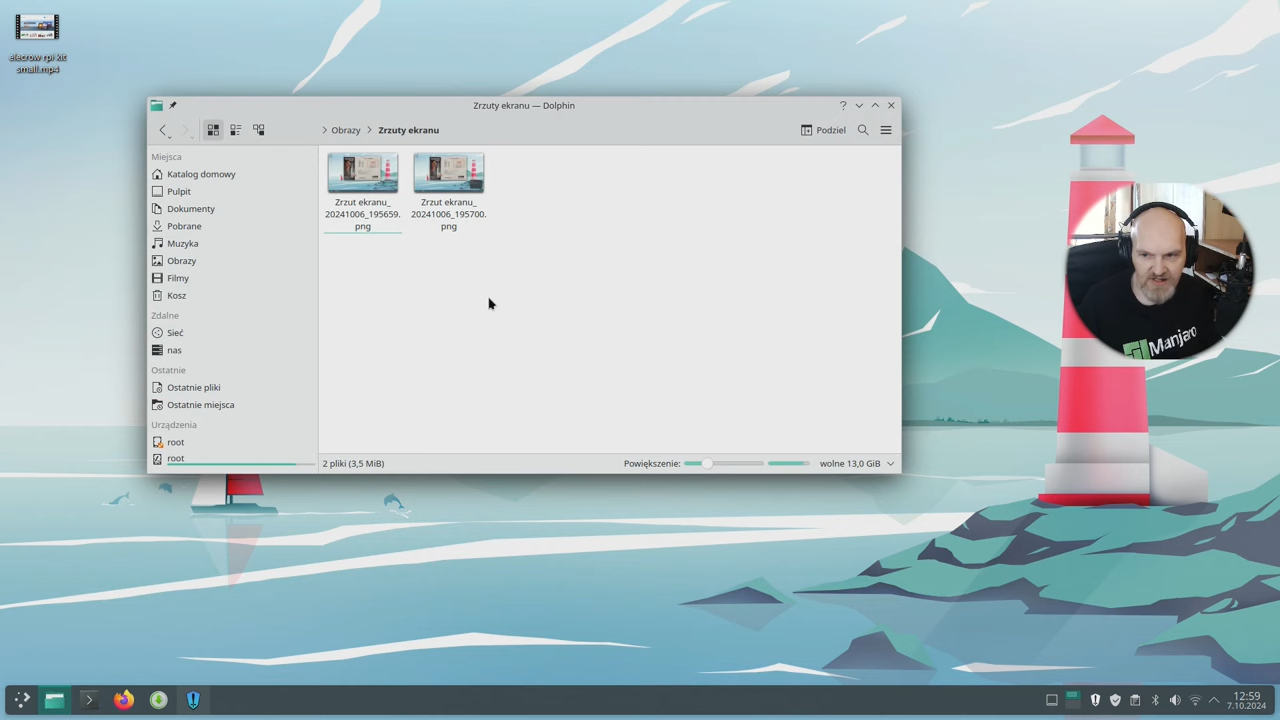 elecrow rpi kit
small.mp4
Zrzuty ekranu — Dolphin
Obrazy
Zrzuty ekranu
Podziel
Miejsca
Katalog domowy
Pulpit
Dokumenty
Pobrane
Muzyka
Obrazy
Filmy
Kosz
Zdalne
Sieć
nas
Ostatnie
Ostatnie pliki
Ostatnie miejsca
Urządzenia
root
root
Zrzut ekranu_
20241006_195659.
png
Zrzut ekranu_
20241006_195700.
png
2 pliki (3,5 MiB)
Powiększenie:
wolne 13,0 GiB
Manjaro
12:59
7.10.2024